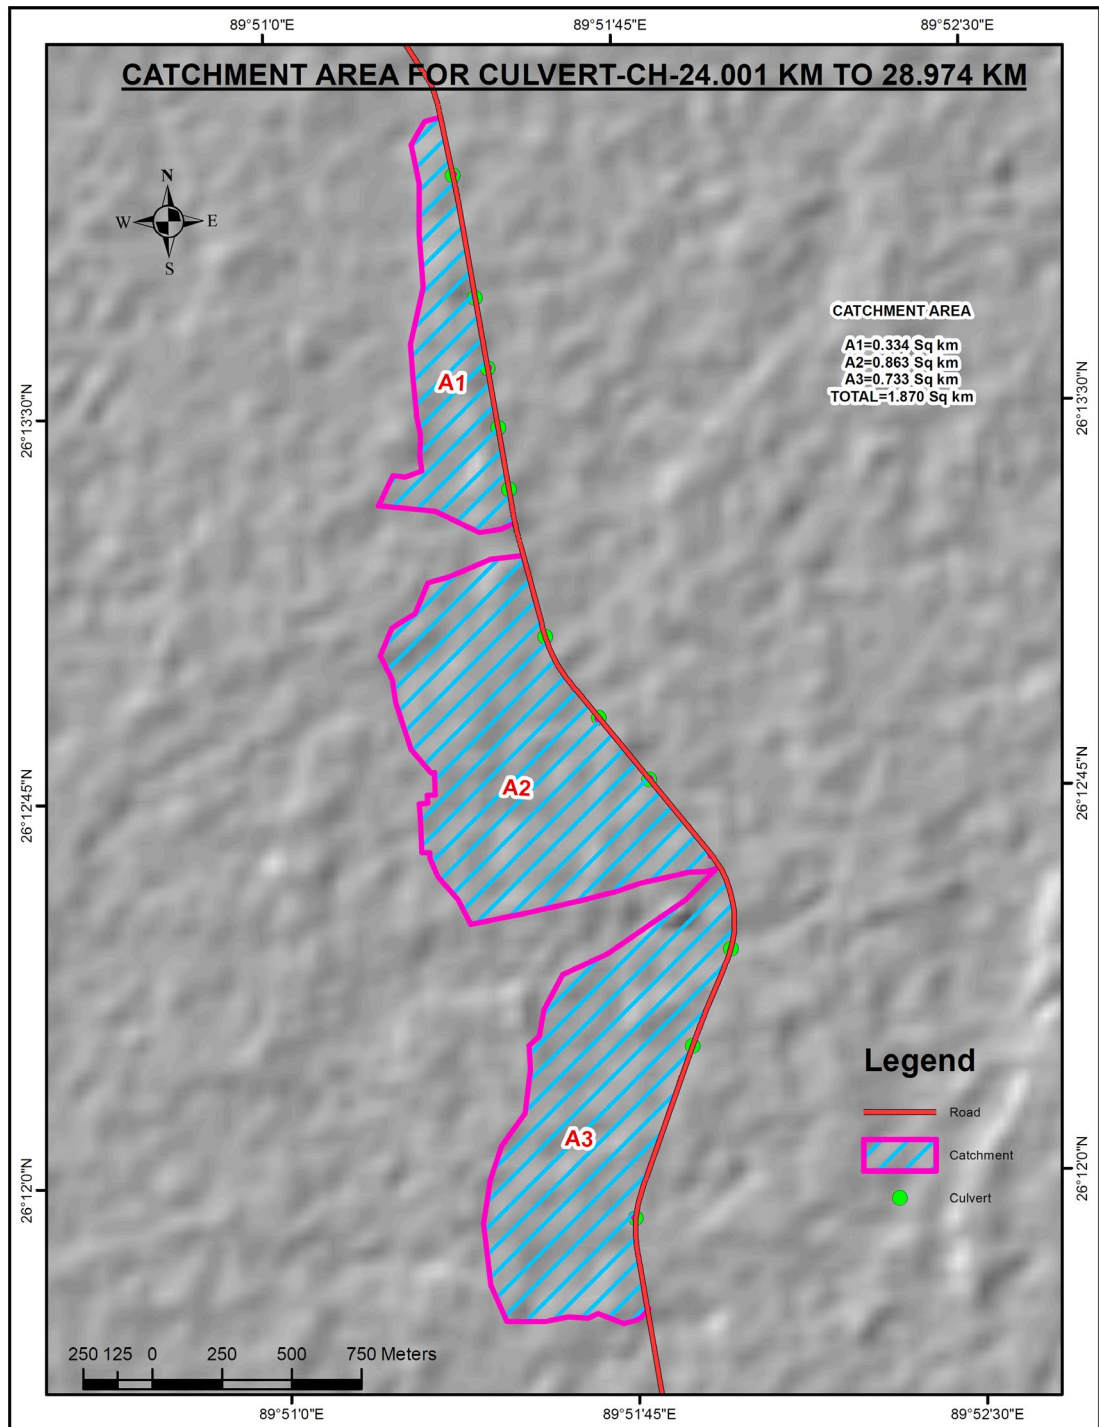 89°51'0"E
89°51'45"E
89°52'30"E
CATCHMENT AREA FOR CULVERT-CH-24.001 KM TO 28.974 KM
N
W
E
S
CATCHMENT AREA
A1=0.334 Sq km
A2=0.863 Sq km
A3=0.733 Sq km
TOTAL=1.870 Sq km
A1
26°13'30"N
26°13'30"N
A2
26°12'45"N
26°12'45"N
Legend
Road
A3
Catchment
26°12'0"N
26°12'0"N
Culvert
250 125 0 250 500 750 Meters
89°51'0"E
89°51'45"E
89°52'30"E